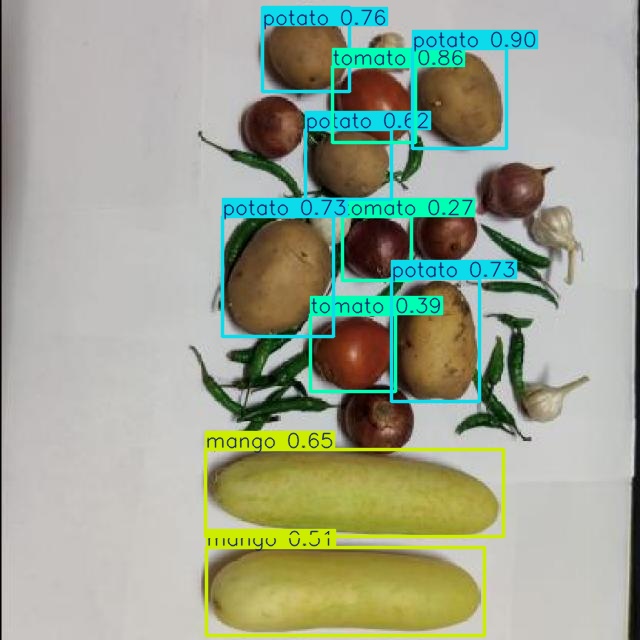 potato 0.76
potato 0.90
tomato 0.86
potato 0.62
potato 0.73
tomato 0.27
potato 0.73
tomato 0.39
mango 0.65
mango 0.51